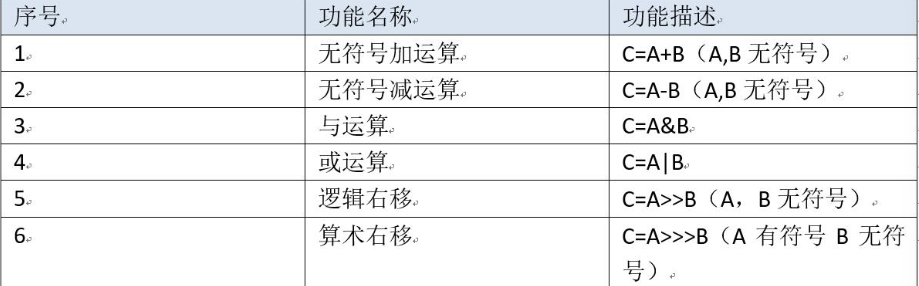 序号 功能名称 功能描述
1 无符号加运算 C=A+B（A,B 无符号）
2 无符号减运算 C=A-B（A,B 无符号）
3 与运算 C=A&B
4 或运算 C=A|B
5 逻辑右移 C=A>>B（A，B 无符号）
6 算术右移 C=A>>>B（A 有符号 B 无符
号）